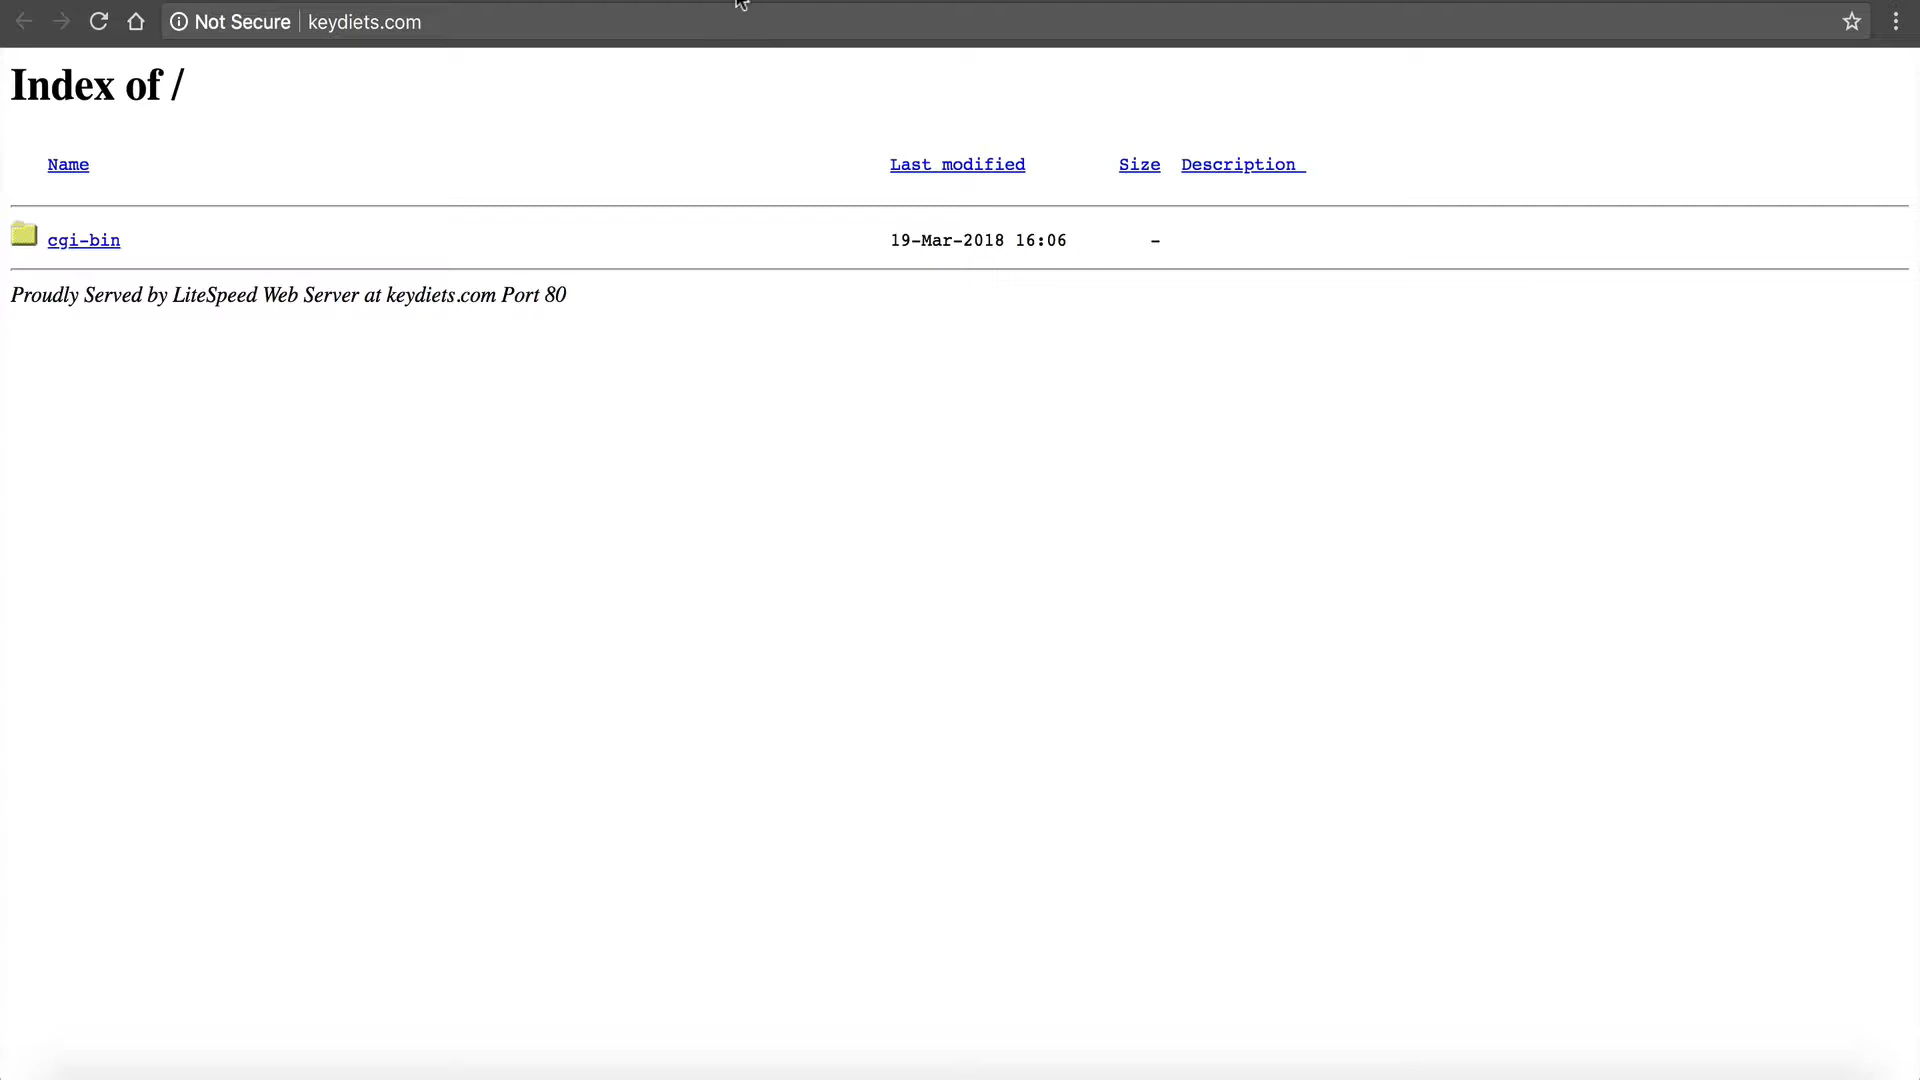 Not Secure keydiets.com
Index of /
Name Last modified Size Description
cgi-bin 19-Mar-2018 16:06 -
Proudly Served by LiteSpeed Web Server at keydiets.com Port 80